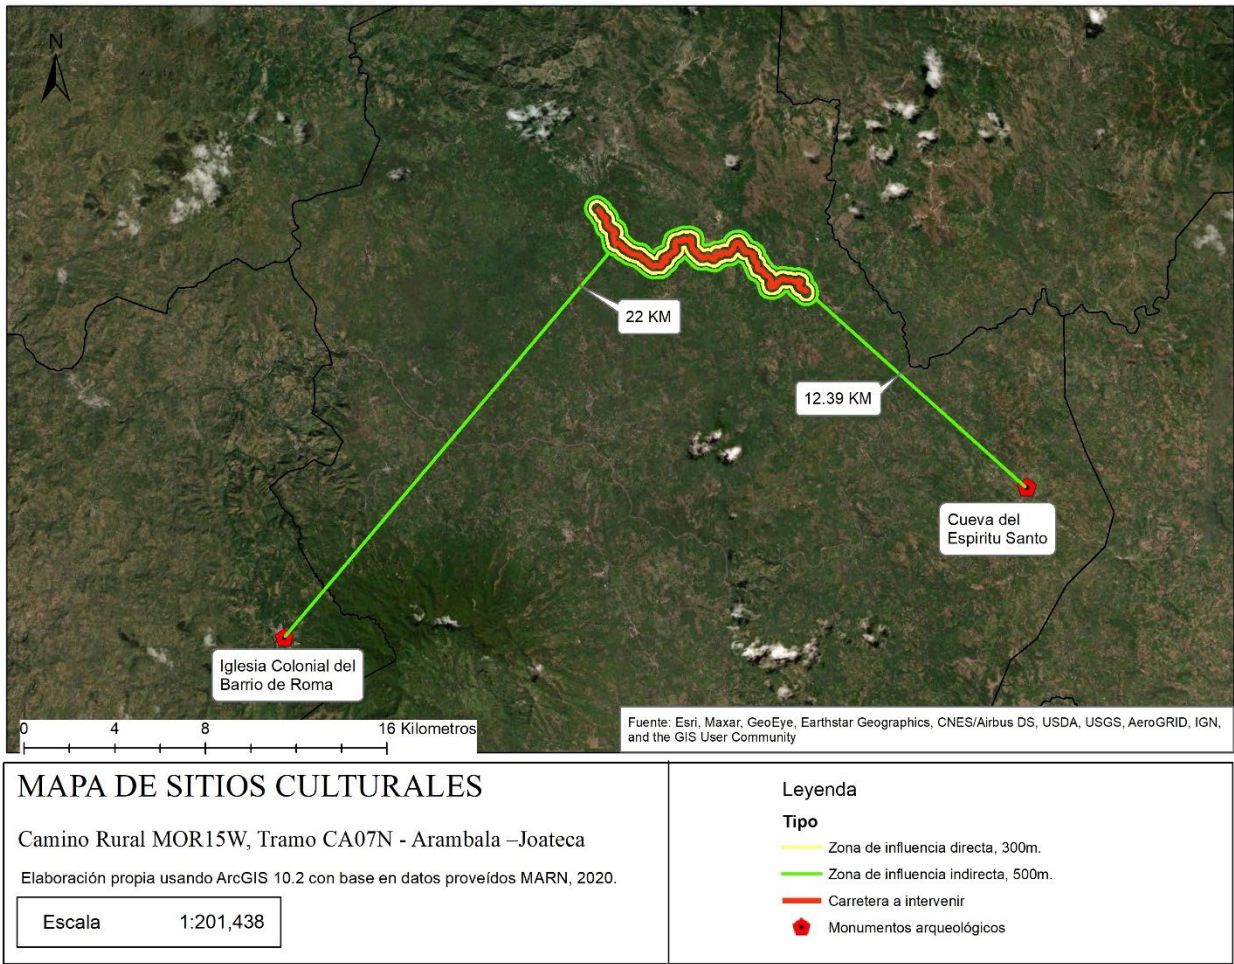 N
22 KM
12.39 KM
Cueva del
Espiritu Santo
Iglesia Colonial del
Barrio de Roma
0 4 8 16 Kilometros
Fuente: Esri, Maxar, GeoEye, Earthstar Geographics, CNES/Airbus DS, USDA, USGS, AeroGRID, IGN,
and the GIS User Community
MAPA DE SITIOS CULTURALES
Camino Rural MOR15W, Tramo CA07N - Arambala –Joateca
Elaboración propia usando ArcGIS 10.2 con base en datos proveídos MARN, 2020.
Escala 1:201,438
Leyenda
Tipo
Zona de influencia directa, 300m.
Zona de influencia indirecta, 500m.
Carretera a intervenir
Monumentos arqueológicos